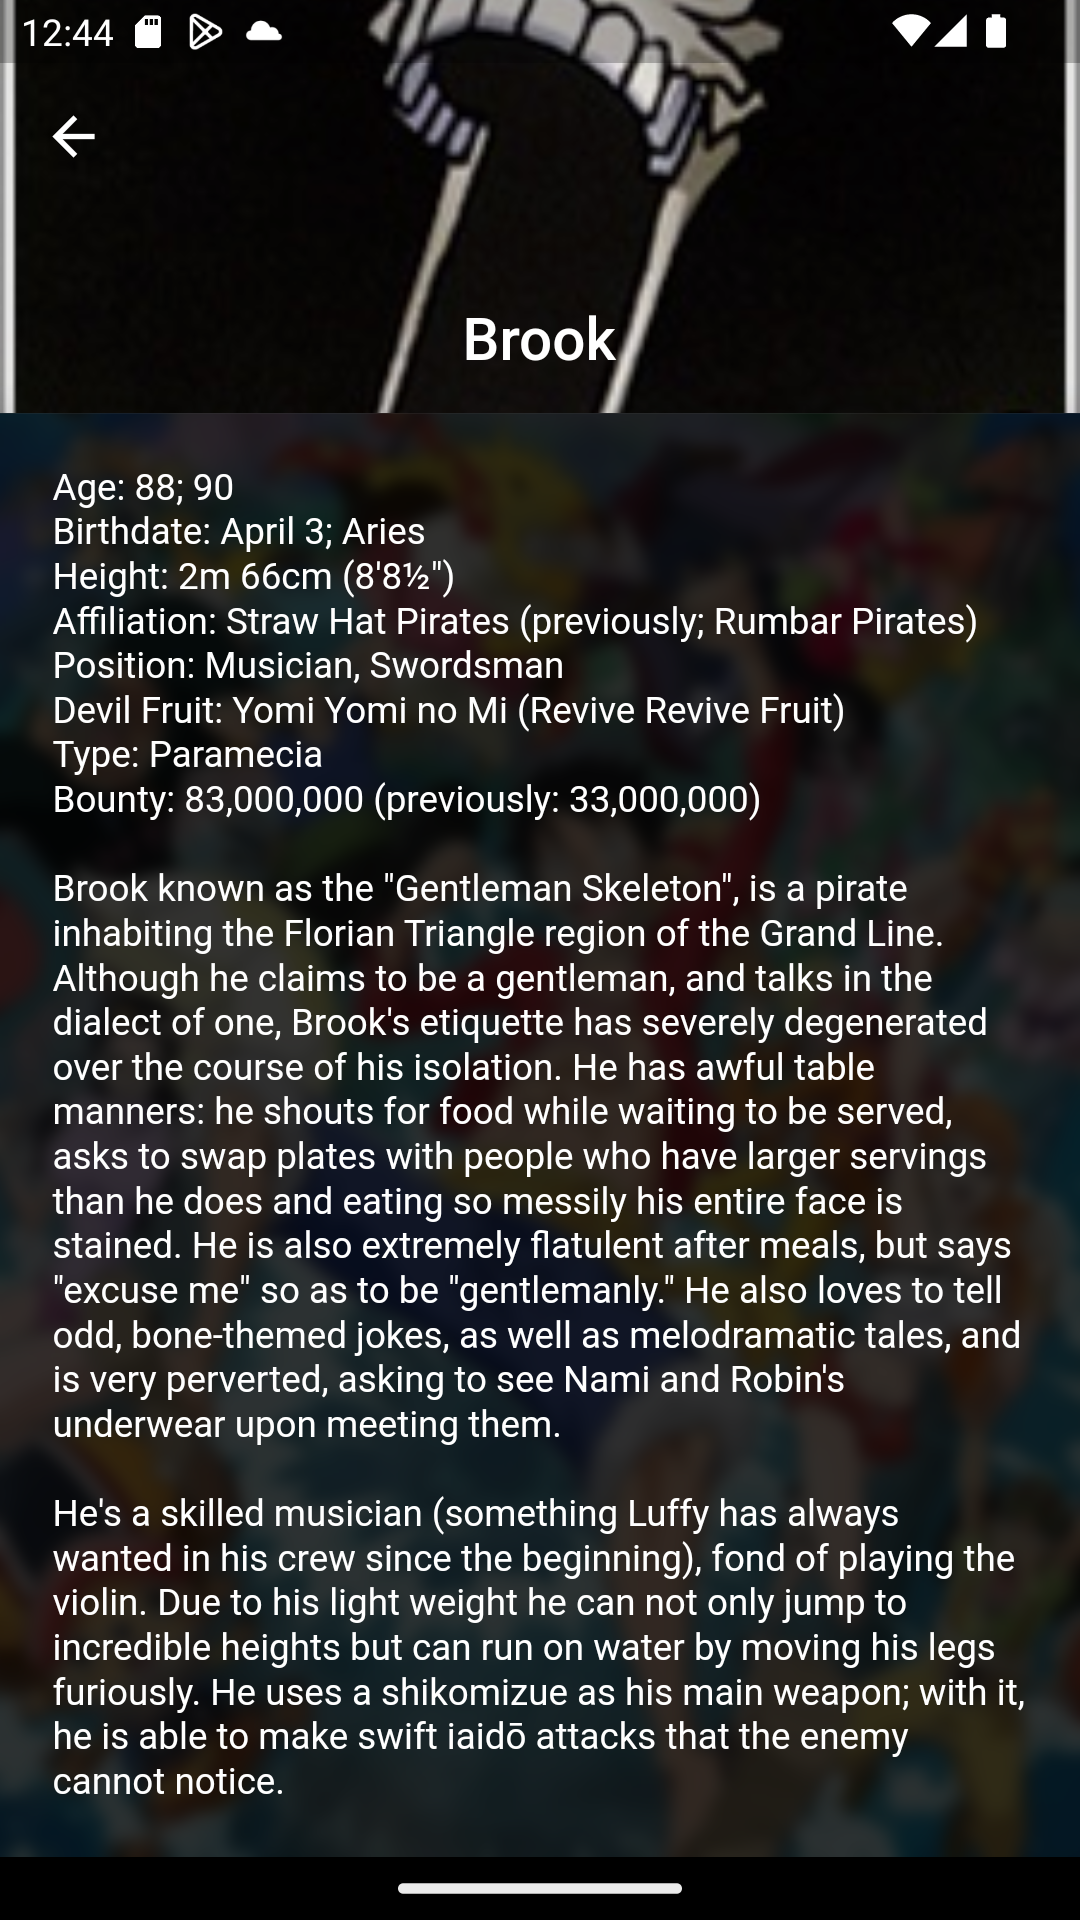 12:44
Brook
Age: 88; 90
Birthdate: April 3; Aries
Height: 2m 66cm (8'8½")
Affiliation: Straw Hat Pirates (previously; Rumbar Pirates)
Position: Musician, Swordsman
Devil Fruit: Yomi Yomi no Mi (Revive Revive Fruit)
Type: Paramecia
Bounty: 83,000,000 (previously: 33,000,000)
Brook known as the "Gentleman Skeleton", is a pirate
inhabiting the Florian Triangle region of the Grand Line.
Although he claims to be a gentleman, and talks in the
dialect of one, Brook's etiquette has severely degenerated
over the course of his isolation. He has awful table
manners: he shouts for food while waiting to be served,
asks to swap plates with people who have larger servings
than he does and eating so messily his entire face is
stained. He is also extremely flatulent after meals, but says
"excuse me" so as to be "gentlemanly." He also loves to tell
odd, bone-themed jokes, as well as melodramatic tales, and
is very perverted, asking to see Nami and Robin's
underwear upon meeting them.
He's a skilled musician (something Luffy has always
wanted in his crew since the beginning), fond of playing the
violin. Due to his light weight he can not only jump to
incredible heights but can run on water by moving his legs
furiously. He uses a shikomizue as his main weapon; with it,
he is able to make swift iaidō attacks that the enemy
cannot notice.